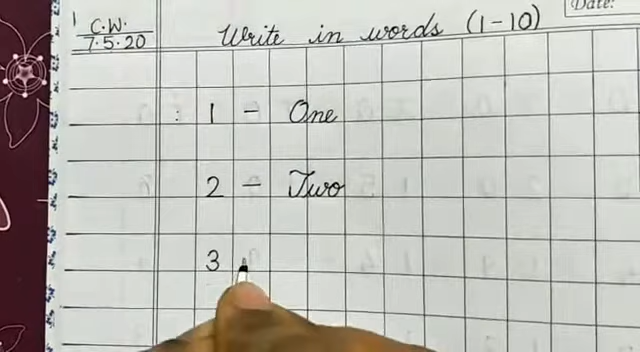 Date:
C.W.
7.5.20
Write in words (1-10)
1 - One
2 - Two
3